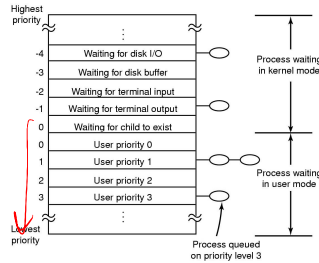 Highest
priority
-4 Waiting for disk I/O
-3 Waiting for disk buffer
-2 Waiting for terminal input
-1 Waiting for terminal output
0 Waiting for child to exist
0 User priority 0
1 User priority 1
2 User priority 2
3 User priority 3
Lowest
priority
Process waiting
in kernel mode
Process waiting
in user mode
Process queued
on priority level 3